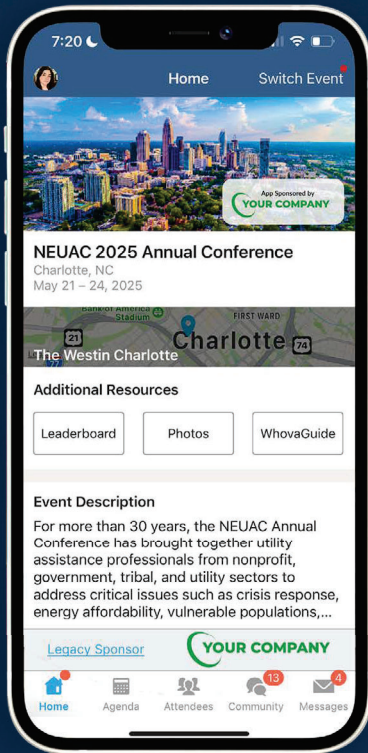 7:20
Home
Switch Event
App Sponsored by
YOUR COMPANY
NEUAC 2025 Annual Conference
Charlotte, NC
May 21 – 24, 2025
Bank of America
Stadium
FIRST WARD
21
Charlotte
74
The Westin Charlotte
77
Additional Resources
Leaderboard
Photos
WhovaGuide
Event Description
For more than 30 years, the NEUAC Annual
Conference has brought together utility
assistance professionals from nonprofit,
government, tribal, and utility sectors to
address critical issues such as crisis response,
energy affordability, vulnerable populations,...
Legacy Sponsor
YOUR COMPANY
13
4
Home
Agenda
Attendees
Community
Messages